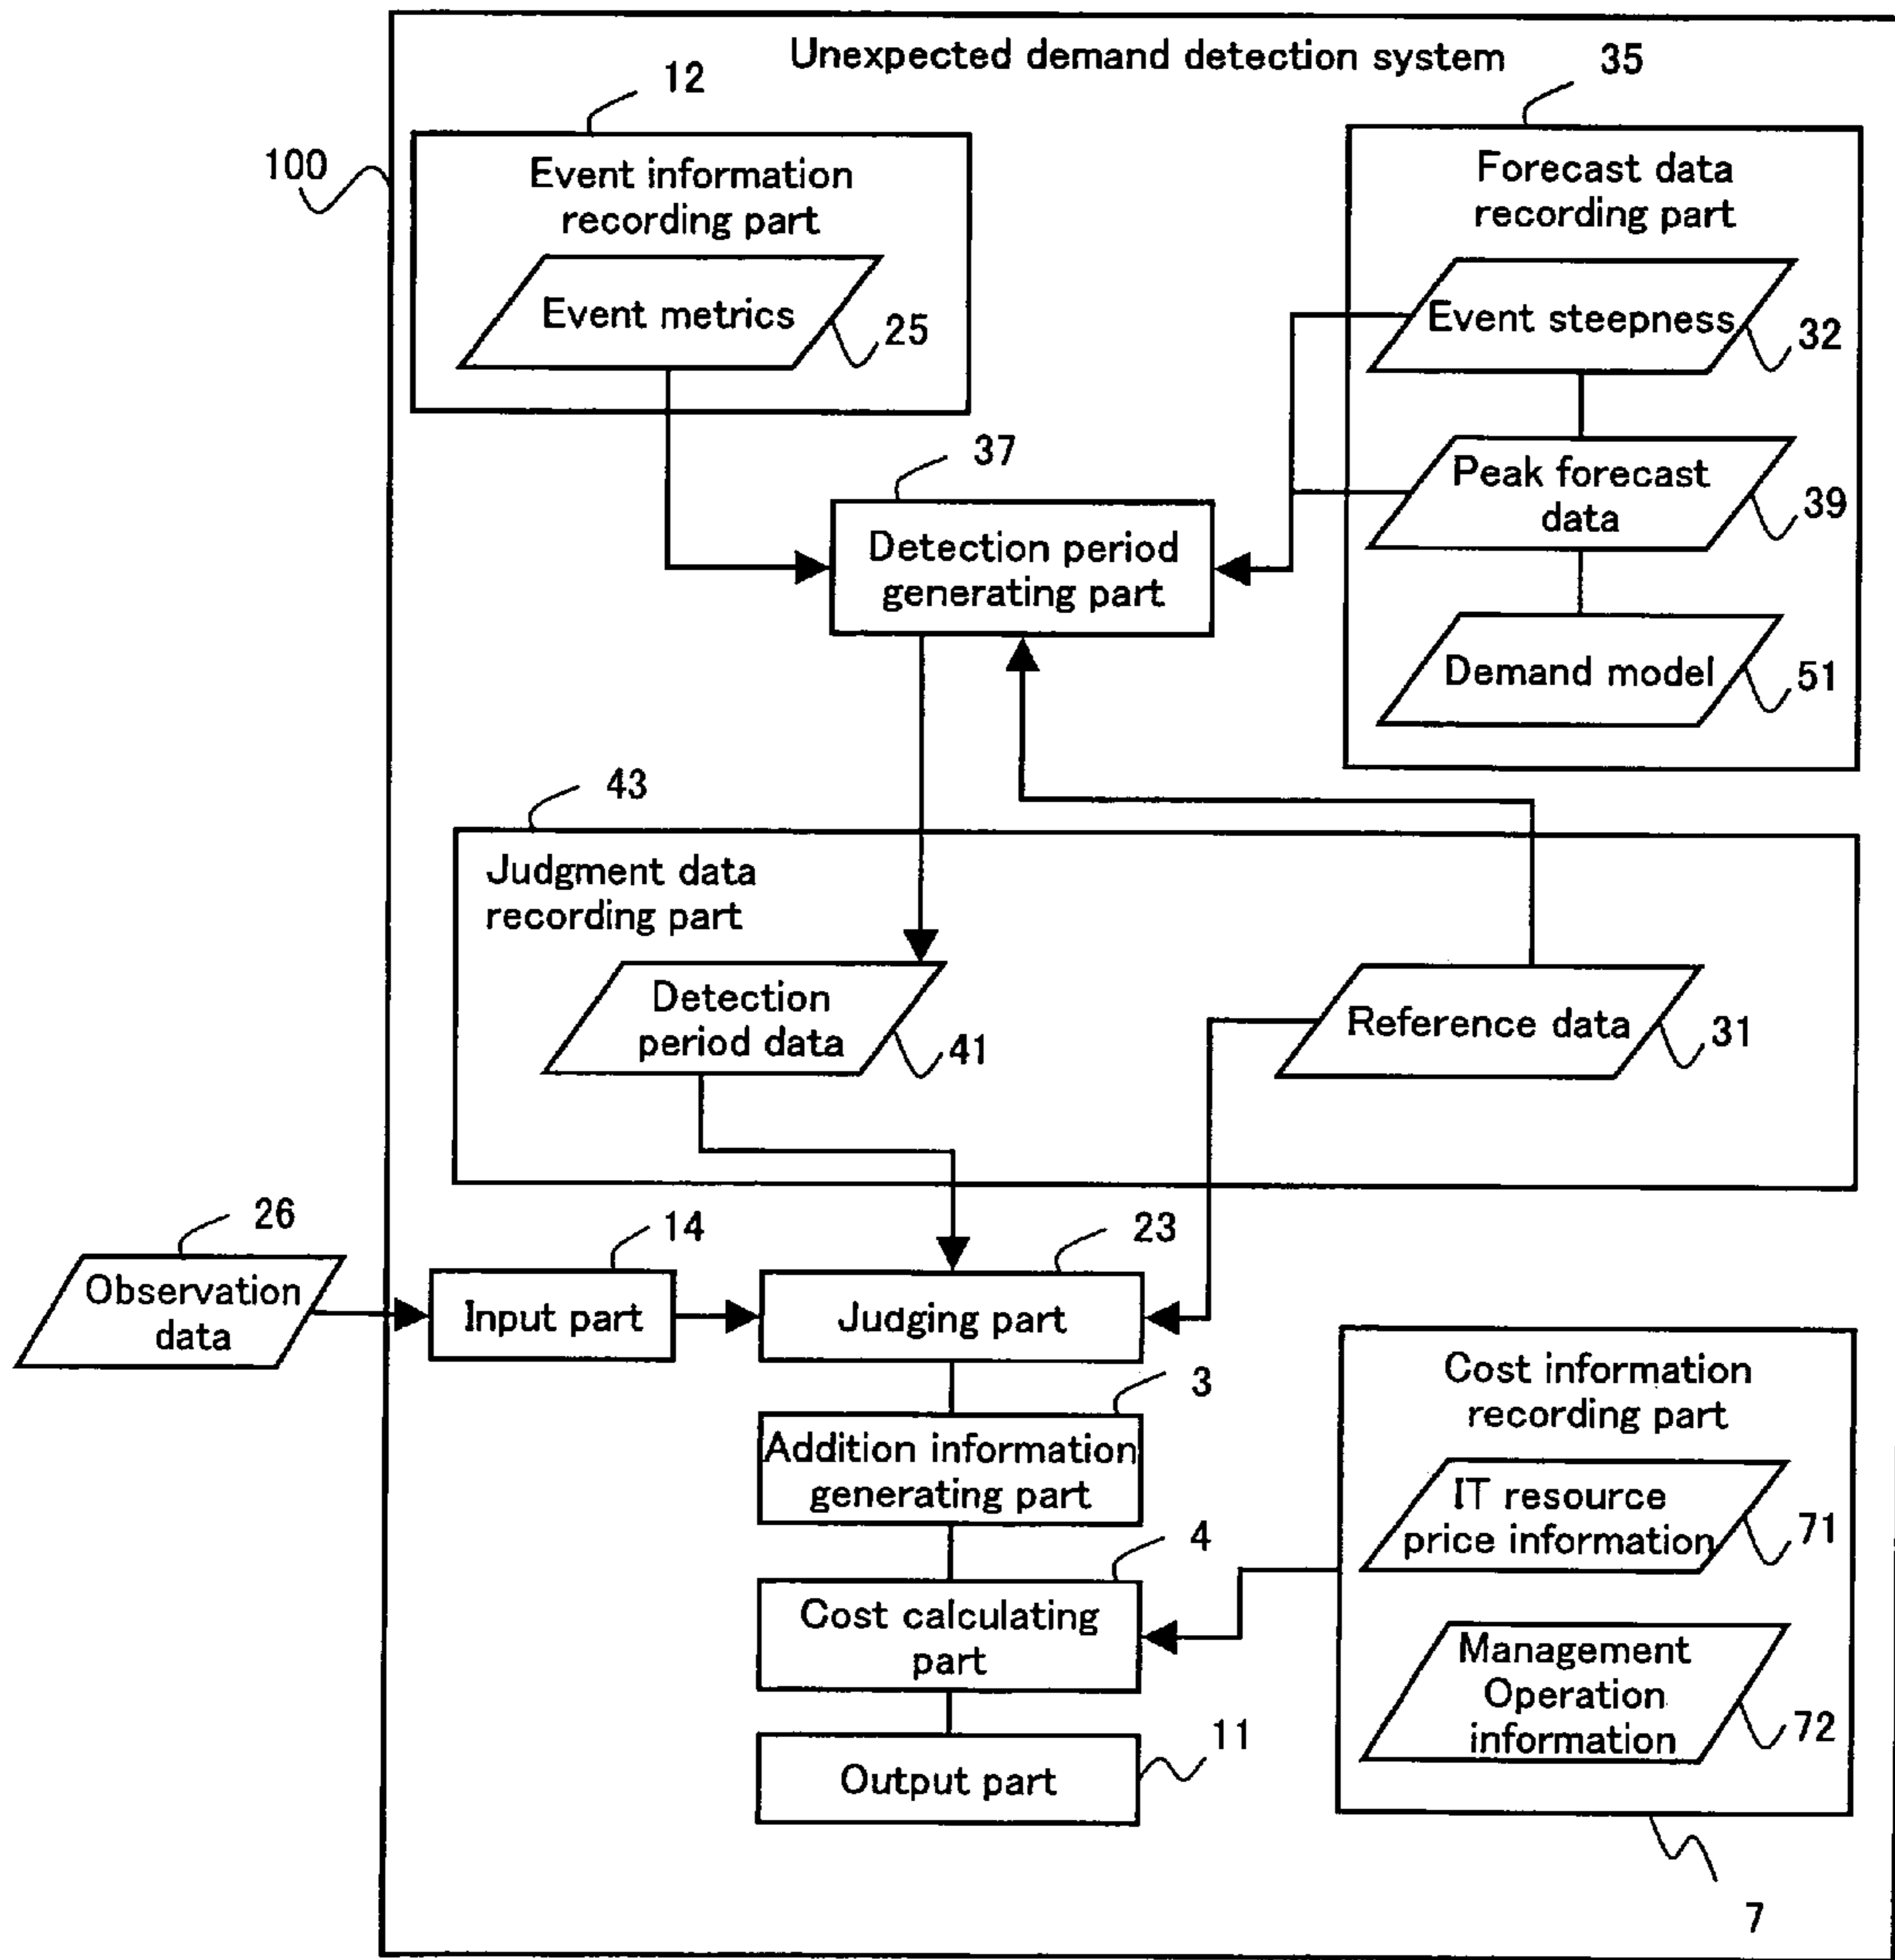 Unexpected demand detection system
35
12
100
Event information
recording part
Event metrics
25
Forecast data
recording part
Event steepness
32
Peak forecast
data
39
Demand model
51
37
Detection period
generating part
43
Judgment data
recording part
Detection
period data
41
Reference data
31
26
Observation
data
14
Input part
23
Judging part
3
Addition information
generating part
4
Cost calculating
part
11
Output part
Cost information
recording part
IT resource
price information
71
Management
Operation
information
72
7